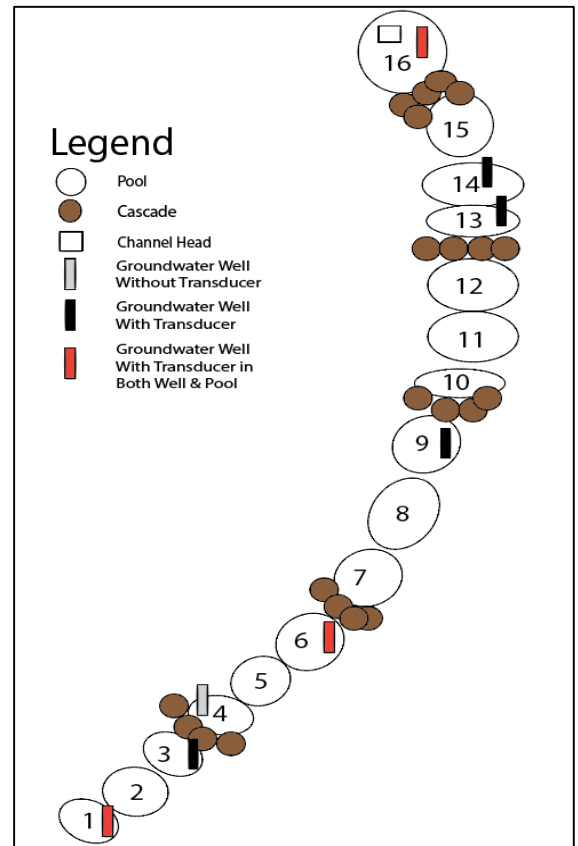 16
15
Legend
Pool
Cascade
Channel Head
Groundwater Well
Without Transducer
Groundwater Well
With Transducer
Groundwater Well
With Transducer in
Both Well & Pool
14
13
12
11
10
9
8
7
6
5
4
3
2
1